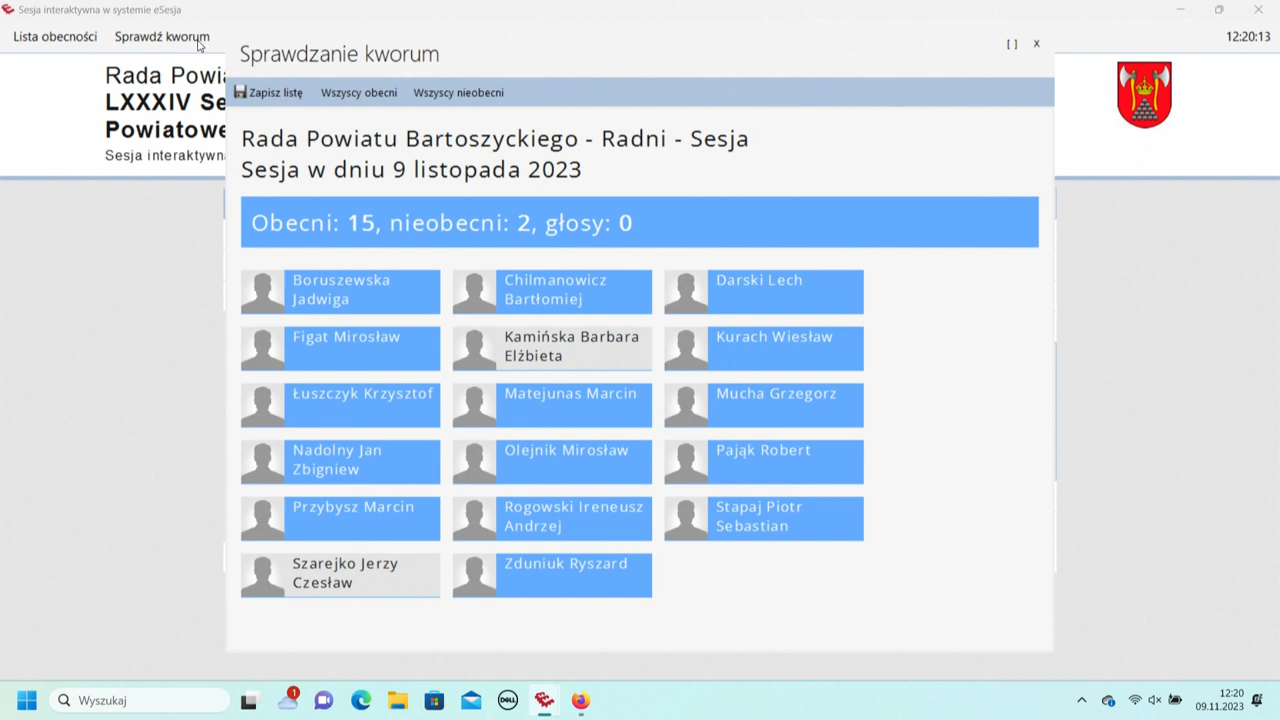 Sesja interaktywna w systemie eSesja
Lista obecności
Sprawdź kworum
12:20:13
Rada Powi
LXXXIV Se
Powiatowe
Sesja interaktywn
Sprawdzanie kworum
[ ] x
Zapisz listę
Wszyscy obecni
Wszyscy nieobecni
Rada Powiatu Bartoszyckiego - Radni - Sesja
Sesja w dniu 9 listopada 2023
Obecni: 15, nieobecni: 2, głosy: 0
Boruszewska
Jadwiga
Chilmanowicz
Bartłomiej
Darski Lech
Figat Mirosław
Kamińska Barbara
Elżbieta
Kurach Wiesław
Łuszczyk Krzysztof
Matejunas Marcin
Mucha Grzegorz
Nadolny Jan
Zbigniew
Olejnik Mirosław
Pająk Robert
Przybysz Marcin
Rogowski Ireneusz
Andrzej
Stapaj Piotr
Sebastian
Szarejko Jerzy
Czesław
Zduniuk Ryszard
Wyszukaj
1
DELL
12:20
09.11.2023